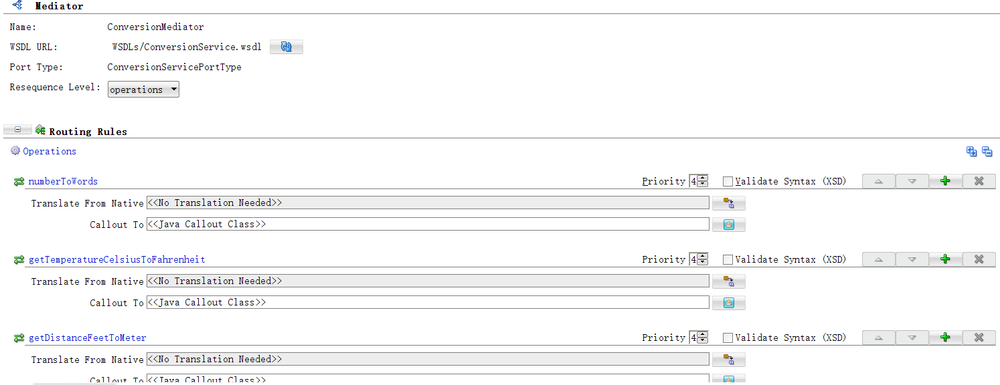 Mediator
Name: ConversionMediator
WSDL URL: WSDLs/ConversionService.wsdl
Port Type: ConversionServicePortType
Resequence Level: operations
Routing Rules
Operations
numberToWords Priority 4 Validate Syntax (XSD)
Translate From Native <<No Translation Needed>>
Callout To <<Java Callout Class>>
getTemperatureCelsiusToFahrenheit Priority 4 Validate Syntax (XSD)
Translate From Native <<No Translation Needed>>
Callout To <<Java Callout Class>>
getDistanceFeetToMeter Priority 4 Validate Syntax (XSD)
Translate From Native <<No Translation Needed>>
Callout To <<Java Callout Class>>